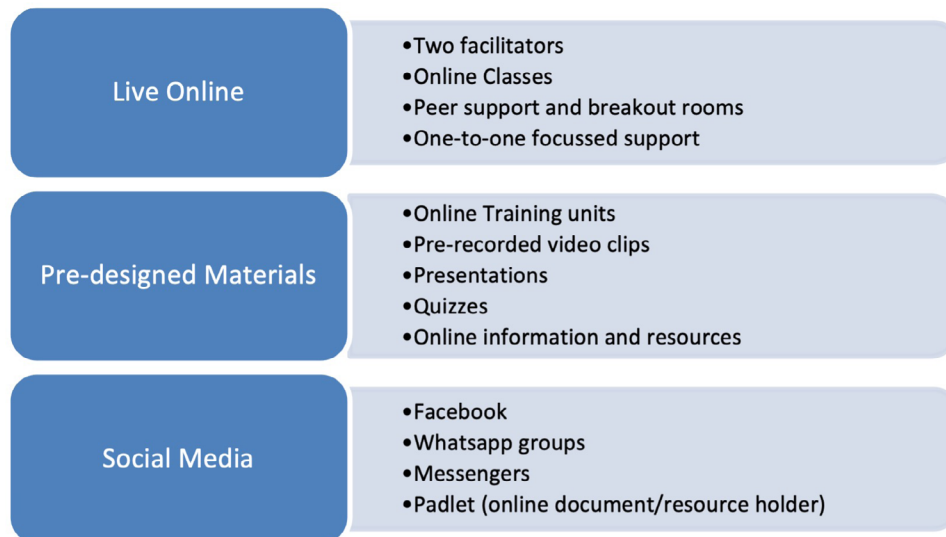 Live Online
•Two facilitators
•Online Classes
•Peer support and breakout rooms
•One-to-one focussed support
Pre-designed Materials
•Online Training units
•Pre-recorded video clips
•Presentations
•Quizzes
•Online information and resources
Social Media
•Facebook
•Whatsapp groups
•Messengers
•Padlet (online document/resource holder)